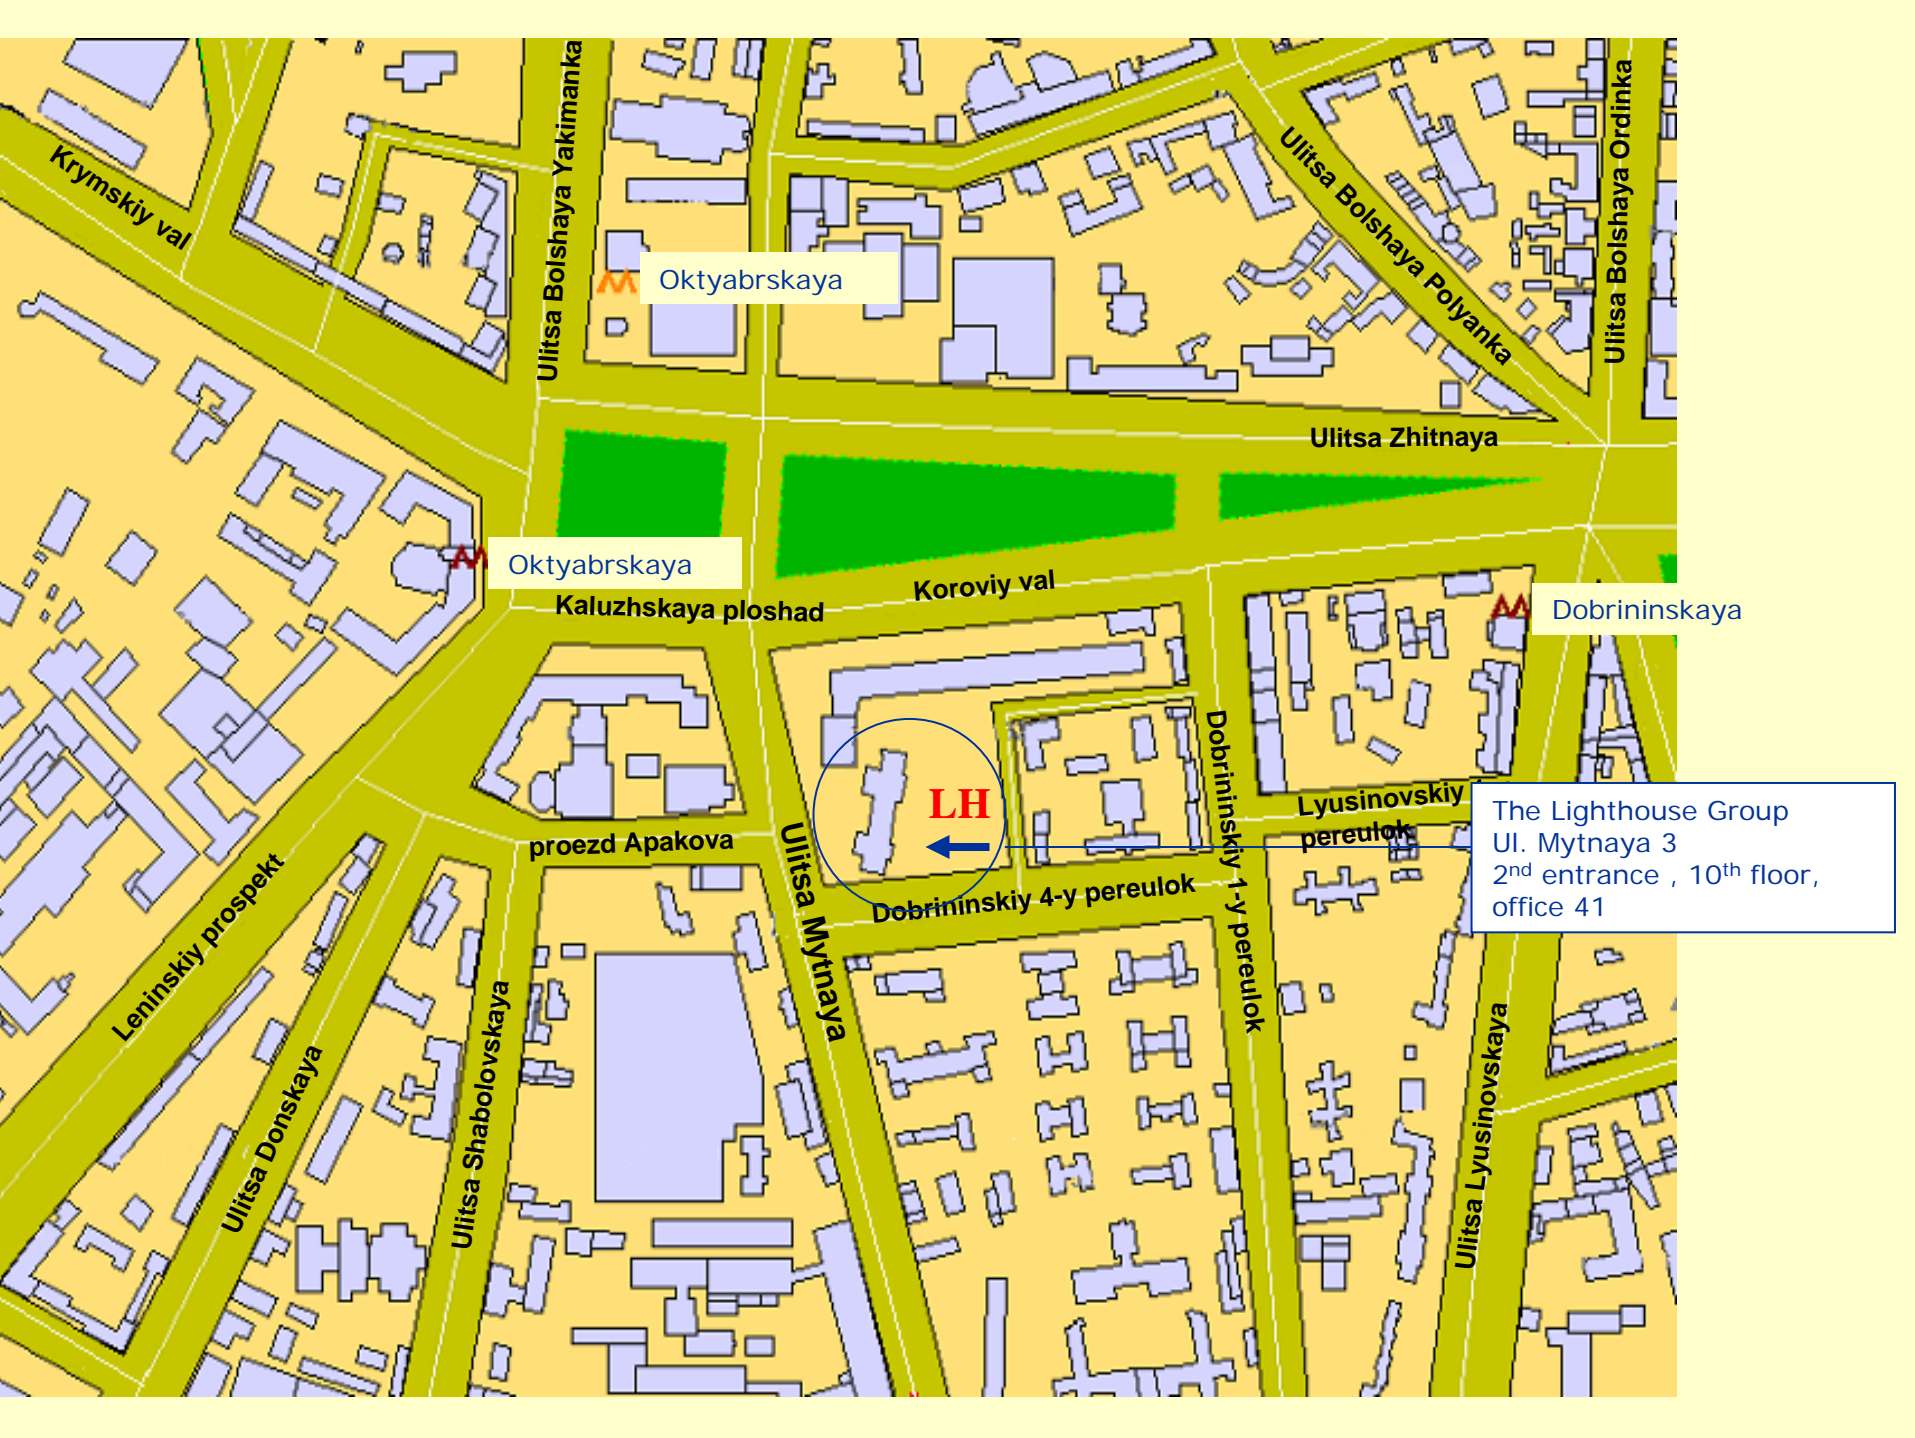 Krymskiy val
Ulitsa Bolshaya Yakimanka
Ulitsa Bolshaya Polyanka
Ulitsa Bolshaya Ordinka
Oktyabrskaya
Ulitsa Zhitnaya
Oktyabrskaya
Kaluzhskaya ploshad
Koroviy val
Dobrininskaya
LH
Dobrininskiy 1-y pereulok
Lyusinovskiy
pereulok
The Lighthouse Group
Ul. Mytnaya 3
2nd entrance , 10th floor,
office 41
proezd Apakova
Ulitsa Mytnaya
Dobrininskiy 4-y pereulok
Leninskiy prospekt
Ulitsa Donskaya
Ulitsa Shabolovskaya
Ulitsa Lyusinovskaya